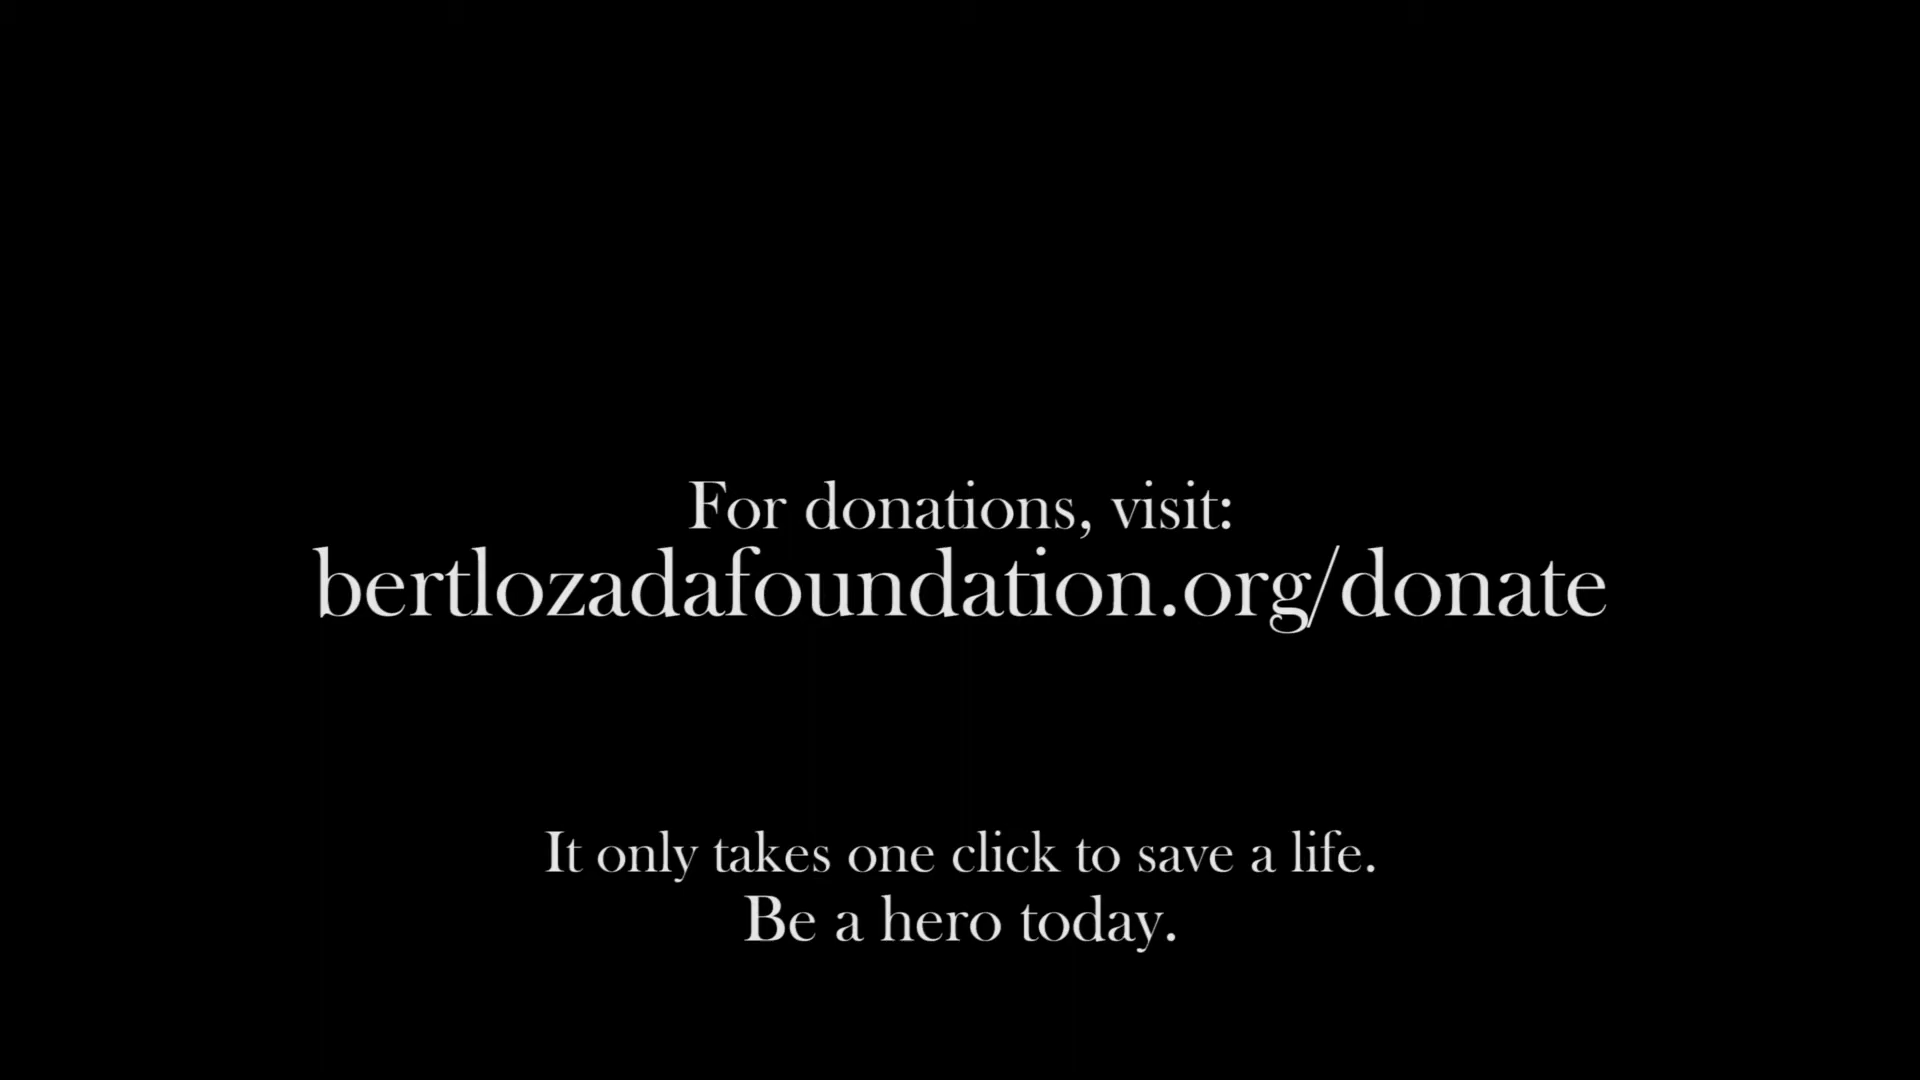 For donations, visit:
bertlozadafoundation.org/donate
It only takes one click to save a life.
Be a hero today.